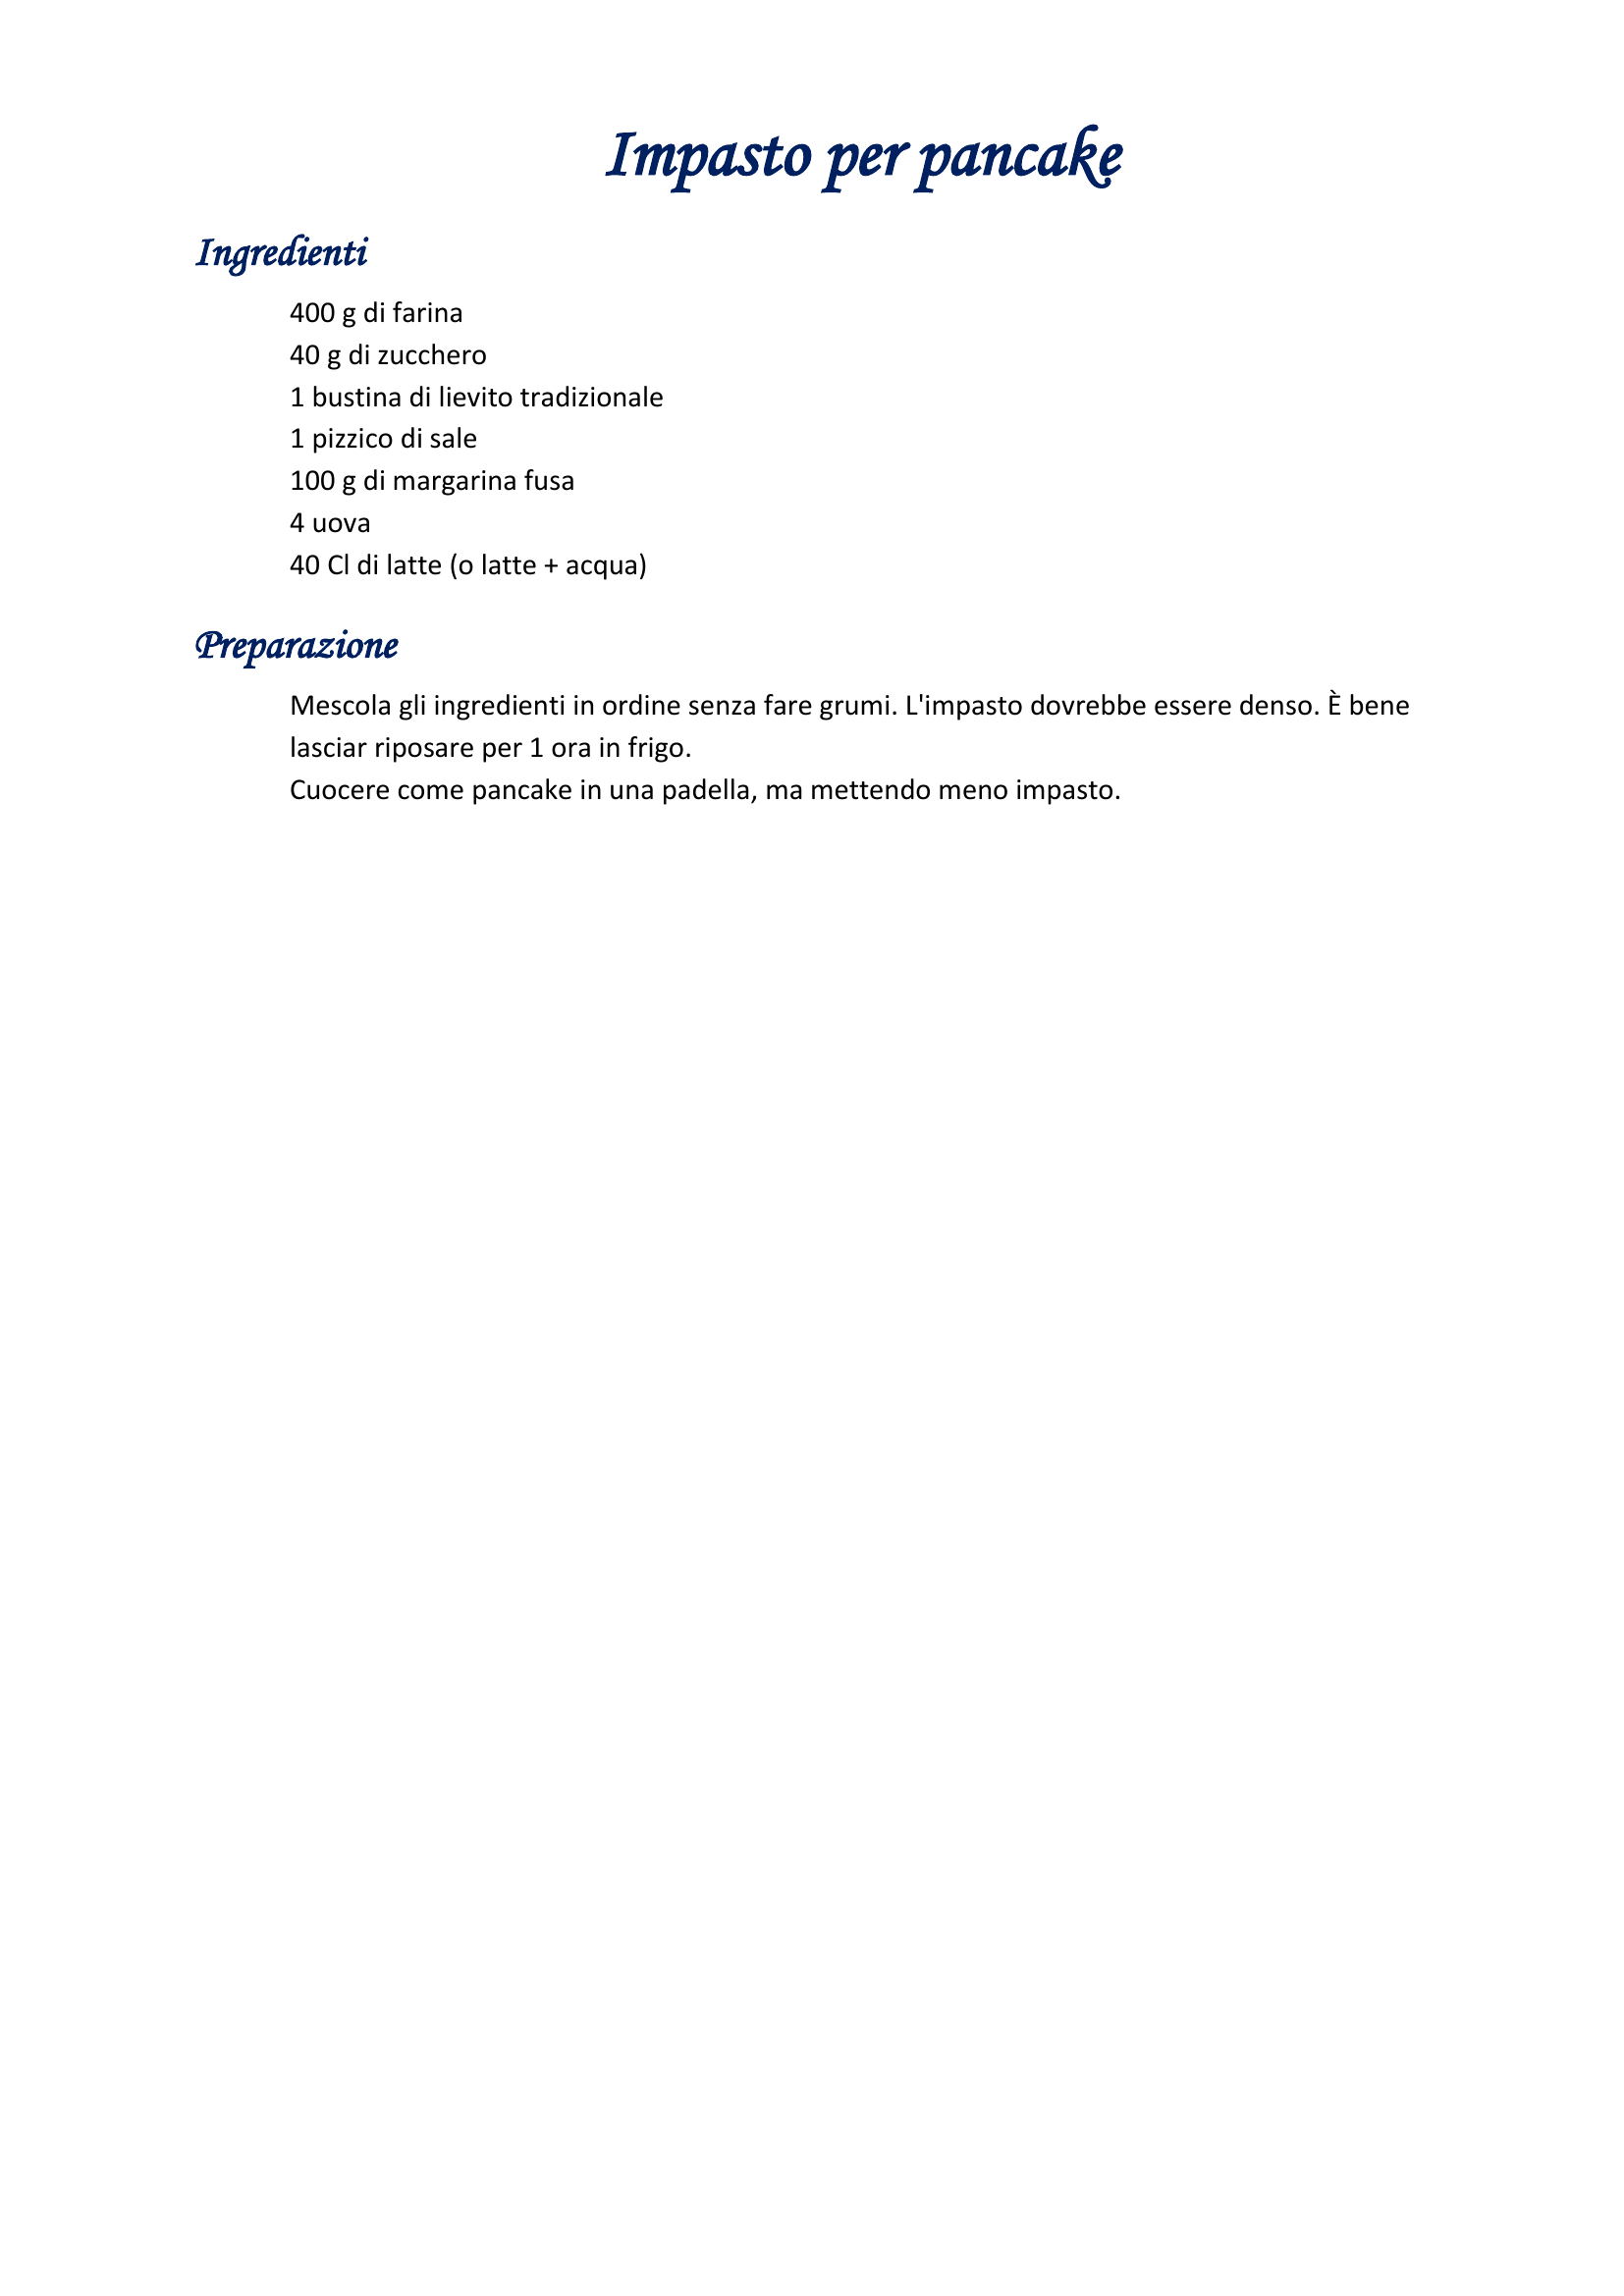 Impasto per pancake
Ingredienti
400 g di farina
40 g di zucchero
1 bustina di lievito tradizionale
1 pizzico di sale
100 g di margarina fusa
4 uova
40 Cl di latte (o latte + acqua)
Preparazione
Mescola gli ingredienti in ordine senza fare grumi. L'impasto dovrebbe essere denso. È bene
lasciar riposare per 1 ora in frigo.
Cuocere come pancake in una padella, ma mettendo meno impasto.